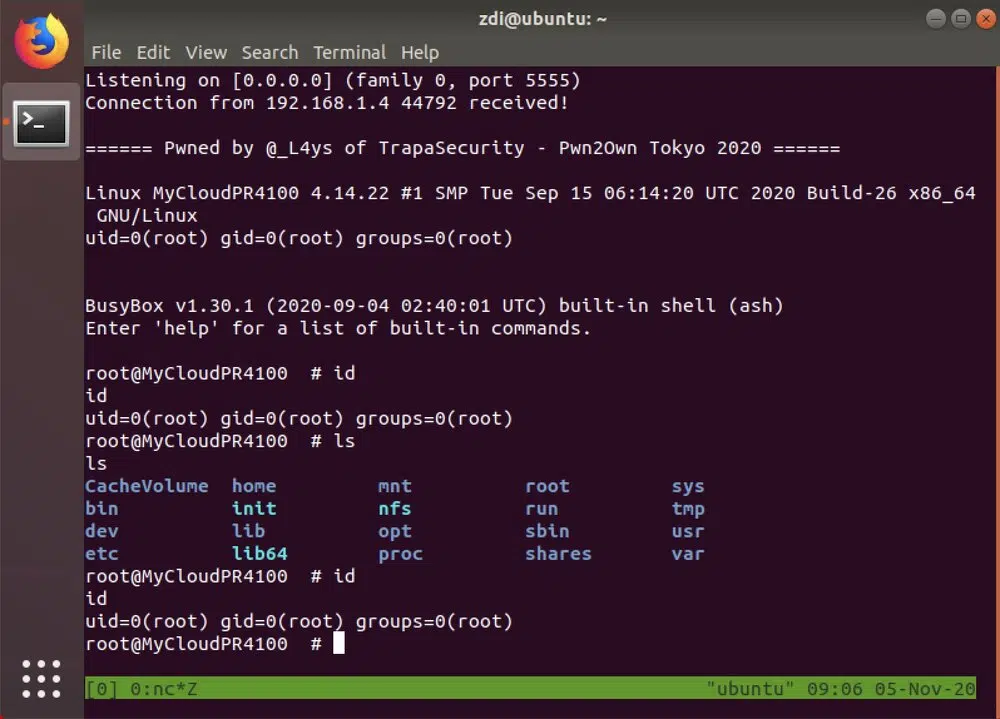 zdi@ubuntu: ~
File Edit View Search Terminal Help
Listening on [0.0.0.0] (family 0, port 5555)
Connection from 192.168.1.4 44792 received!
====== Pwned by @_L4ys of TrapaSecurity - Pwn2Own Tokyo 2020 ======
Linux MyCloudPR4100 4.14.22 #1 SMP Tue Sep 15 06:14:20 UTC 2020 Build-26 x86_64
GNU/Linux
uid=0(root) gid=0(root) groups=0(root)
BusyBox v1.30.1 (2020-09-04 02:40:01 UTC) built-in shell (ash)
Enter 'help' for a list of built-in commands.
root@MyCloudPR4100  # id
id
uid=0(root) gid=0(root) groups=0(root)
root@MyCloudPR4100  # ls
ls
CacheVolume  home         mnt          root         sys
bin          init         nfs          run          tmp
dev          lib          opt          sbin         usr
etc          lib64        proc         shares       var
root@MyCloudPR4100  # id
id
uid=0(root) gid=0(root) groups=0(root)
root@MyCloudPR4100  #
[0] 0:nc*Z "ubuntu" 09:06 05-Nov-20